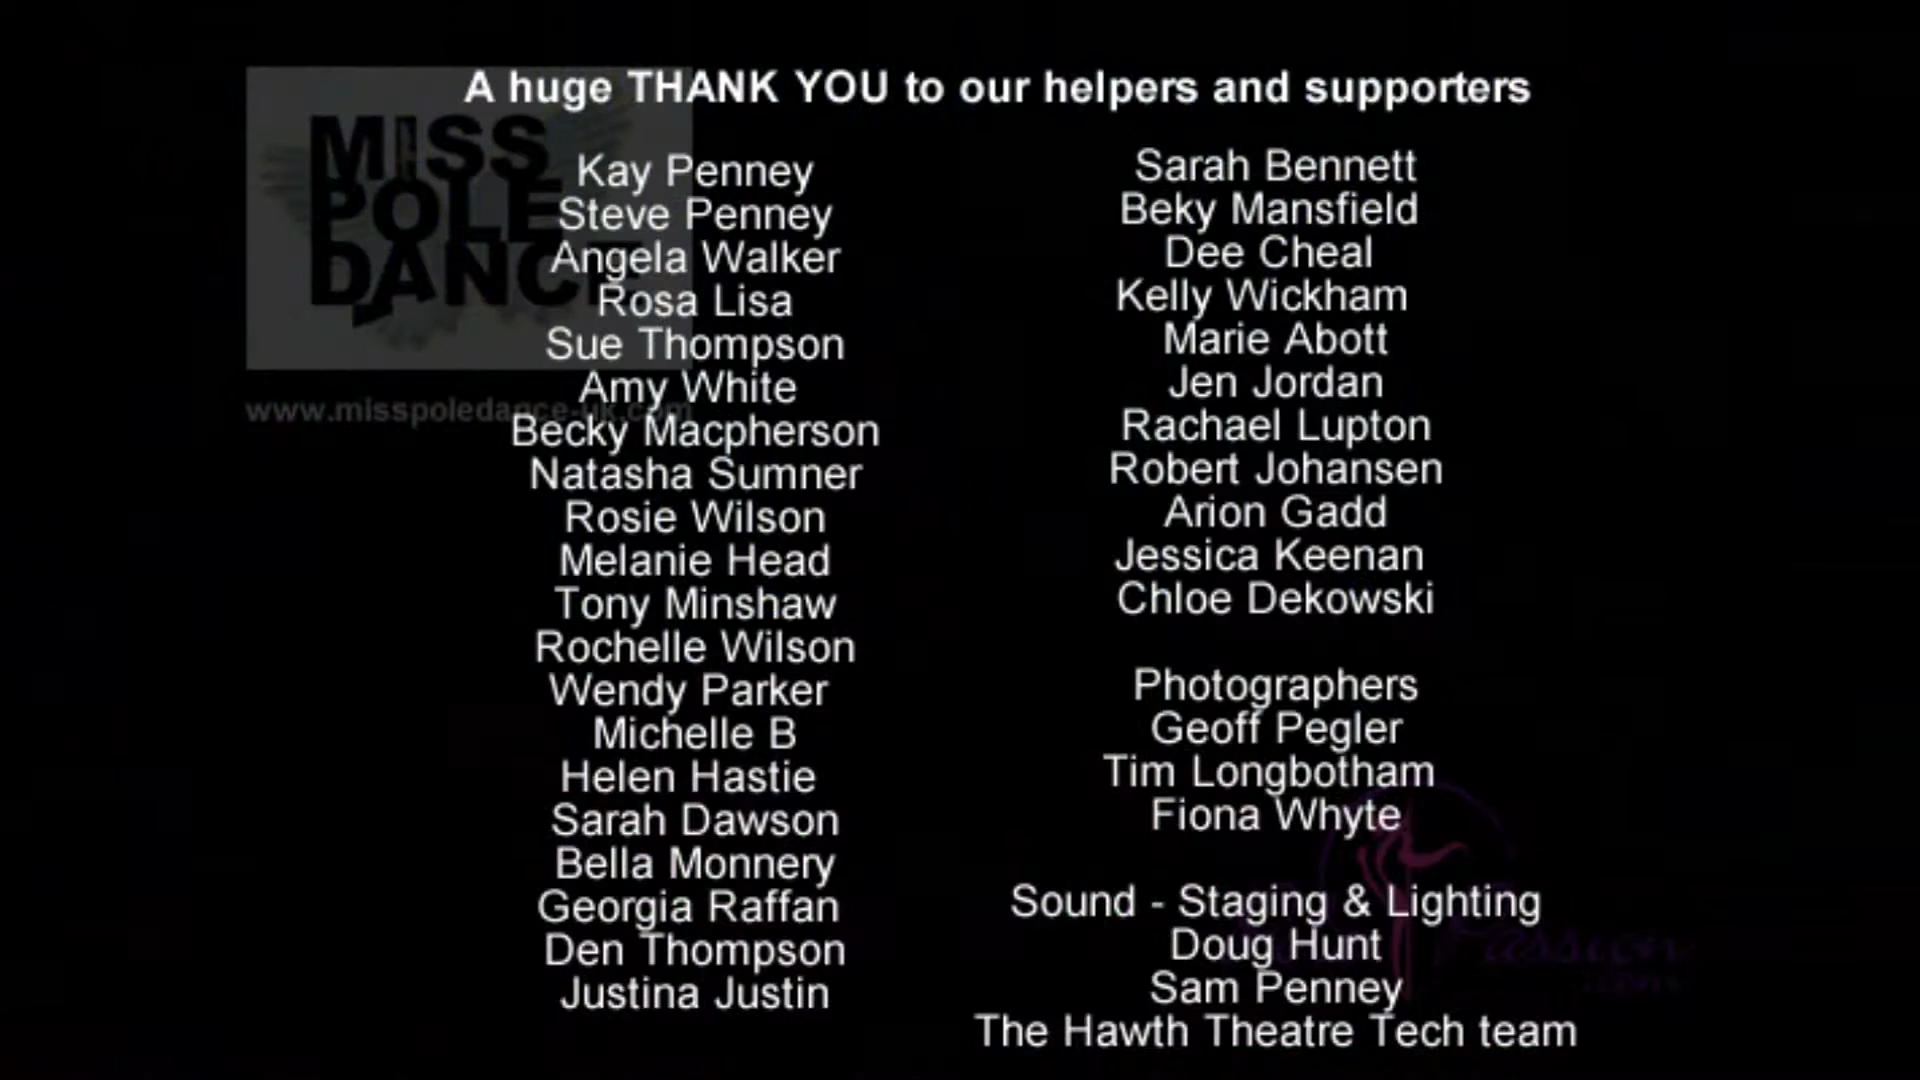 A huge THANK YOU to our helpers and supporters
MISS
POLE
DANCE
www.misspoledance-uk.com
Kay Penney
Steve Penney
Angela Walker
Rosa Lisa
Sue Thompson
Amy White
Becky Macpherson
Natasha Sumner
Rosie Wilson
Melanie Head
Tony Minshaw
Rochelle Wilson
Wendy Parker
Michelle B
Helen Hastie
Sarah Dawson
Bella Monnery
Georgia Raffan
Den Thompson
Justina Justin
Sarah Bennett
Beky Mansfield
Dee Cheal
Kelly Wickham
Marie Abott
Jen Jordan
Rachael Lupton
Robert Johansen
Arion Gadd
Jessica Keenan
Chloe Dekowski
Photographers
Geoff Pegler
Tim Longbotham
Fiona Whyte
Sound - Staging & Lighting
Doug Hunt
Sam Penney
The Hawth Theatre Tech team
Passion
.com